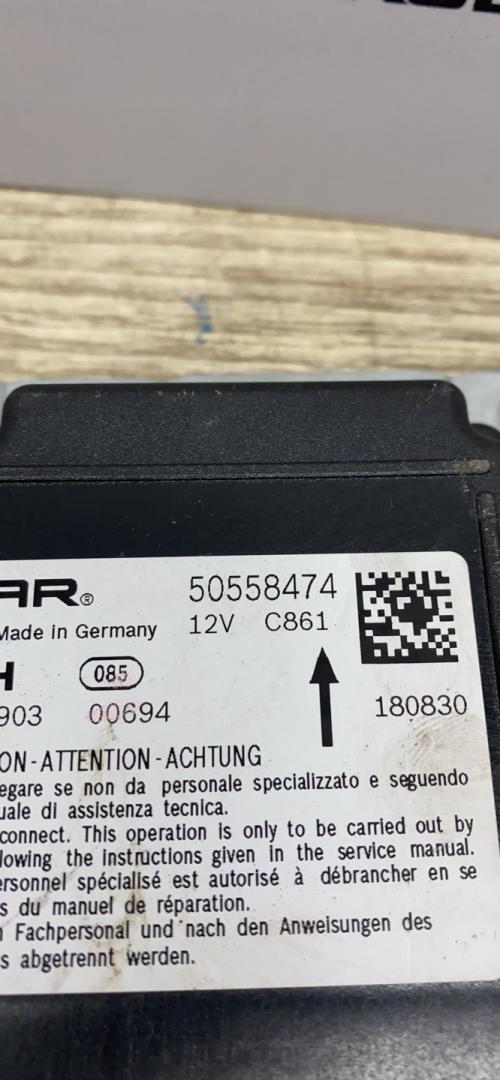 AR®
50558474
Made in Germany
12V C861
H
085
903 00694
180830
ON-ATTENTION-ACHTUNG
egare se non da personale specializzato e seguendo
uale di assistenza tecnica.
connect. This operation is only to be carried out by
lowing the instructions given in the service manual.
ersonnel spécialisé est autorisé à débrancher en se
s du manuel de réparation.
Fachpersonal und nach den Anweisungen des
s abgetrennt werden.